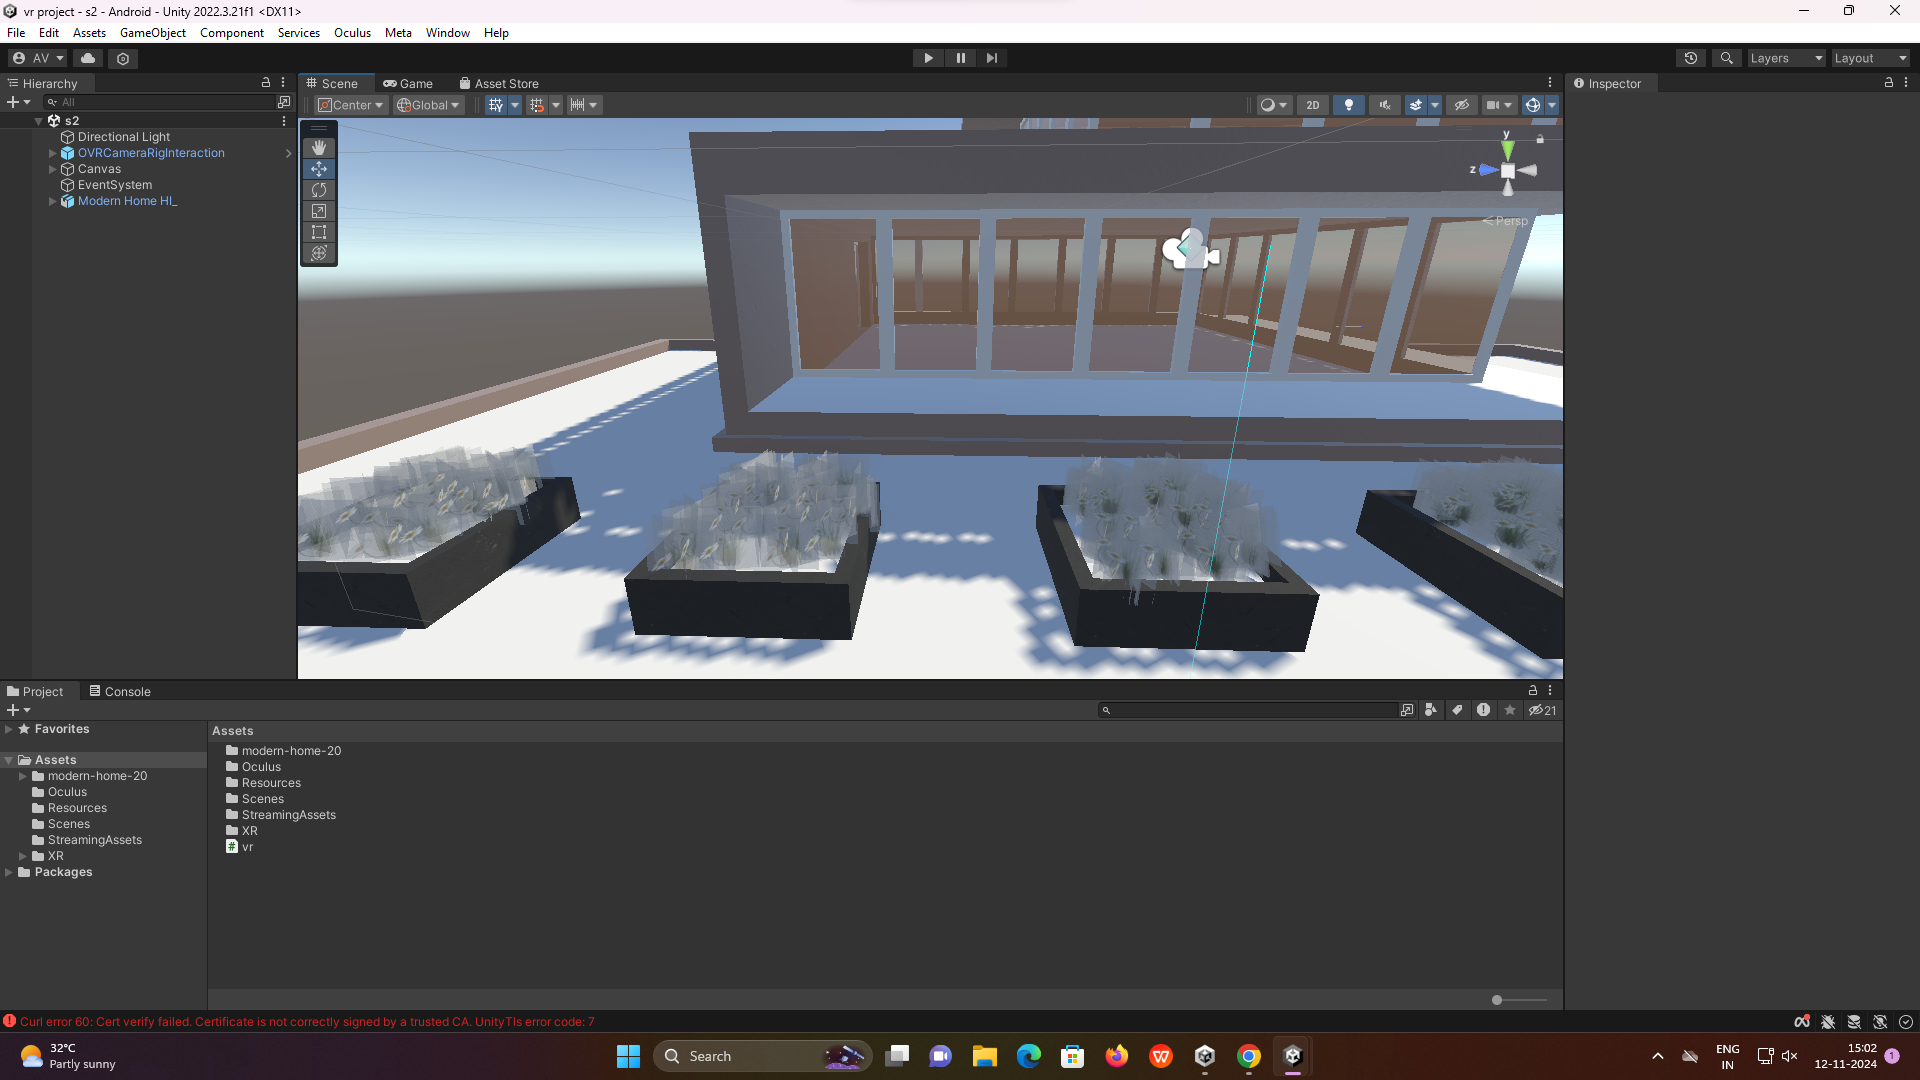 vr project - s2 - Android - Unity 2022.3.21f1 <DX11>
File Edit Assets GameObject Component Services Oculus Meta Window Help
AV Layers Layout
Hierarchy
All
s2
Directional Light
OVRCameraRigInteraction
Canvas
EventSystem
Modern Home HI_
Scene Game Asset Store
Center Global 2D
y
z
Persp
Inspector
Project Console
21
Favorites
Assets
modern-home-20
Oculus
Resources
Scenes
StreamingAssets
XR
Packages
Assets
modern-home-20
Oculus
Resources
Scenes
StreamingAssets
XR
vr
Curl error 60: Cert verify failed. Certificate is not correctly signed by a trusted CA. UnityTls error code: 7
32°C
Partly sunny
Search
ENG
IN
15:02
12-11-2024
1